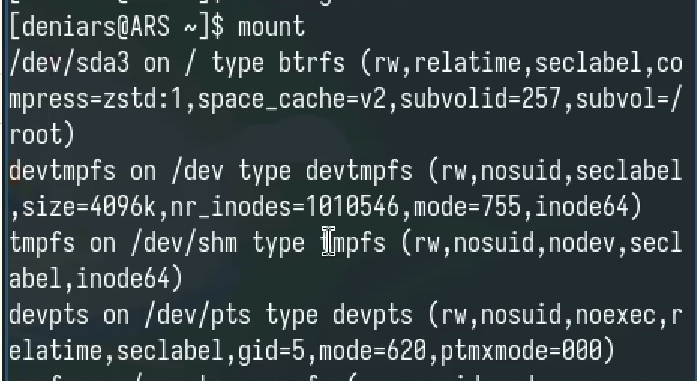 [deniars@ARS ~]$ mount
/dev/sda3 on / type btrfs (rw,relatime,seclabel,co
mpress=zstd:1,space_cache=v2,subvolid=257,subvol=/
root)
devtmpfs on /dev type devtmpfs (rw,nosuid,seclabel
,size=4096k,nr_inodes=1010546,mode=755,inode64)
tmpfs on /dev/shm type tmpfs (rw,nosuid,nodev,secl
abel,inode64)
devpts on /dev/pts type devpts (rw,nosuid,noexec,r
elatime,seclabel,gid=5,mode=620,ptmxmode=000)